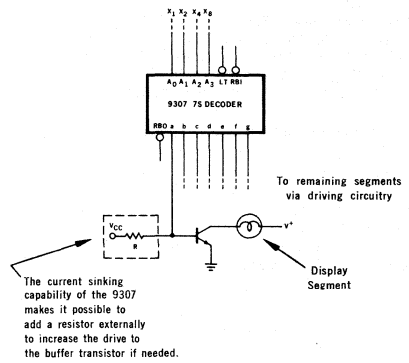 X1 X2 X4 X8
A0 A1 A2 A3 LT RBI
9307 7S DECODER
RBO a b c d e f g
To remaining segments
via driving circuitry
VCC
R
V+
Display
Segment
The current sinking
capability of the 9307
makes it possible to
add a resistor externally
to increase the drive to
the buffer transistor if needed.